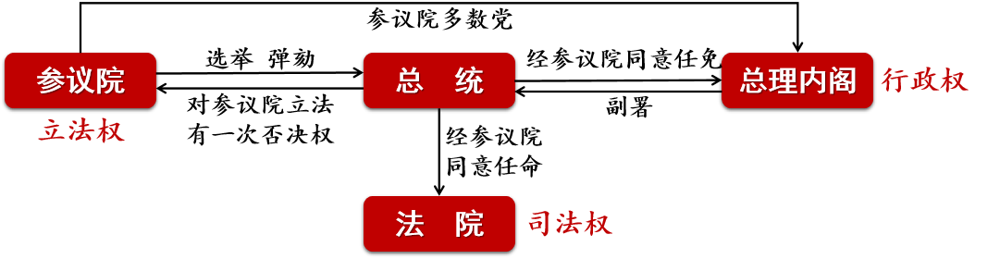 参议院多数党
选举 弹劾
经参议院同意任免
参议院
总 统
总理内阁
行政权
立法权
对参议院立法
有一次否决权
副署
经参议院
同意任命
法 院
司法权